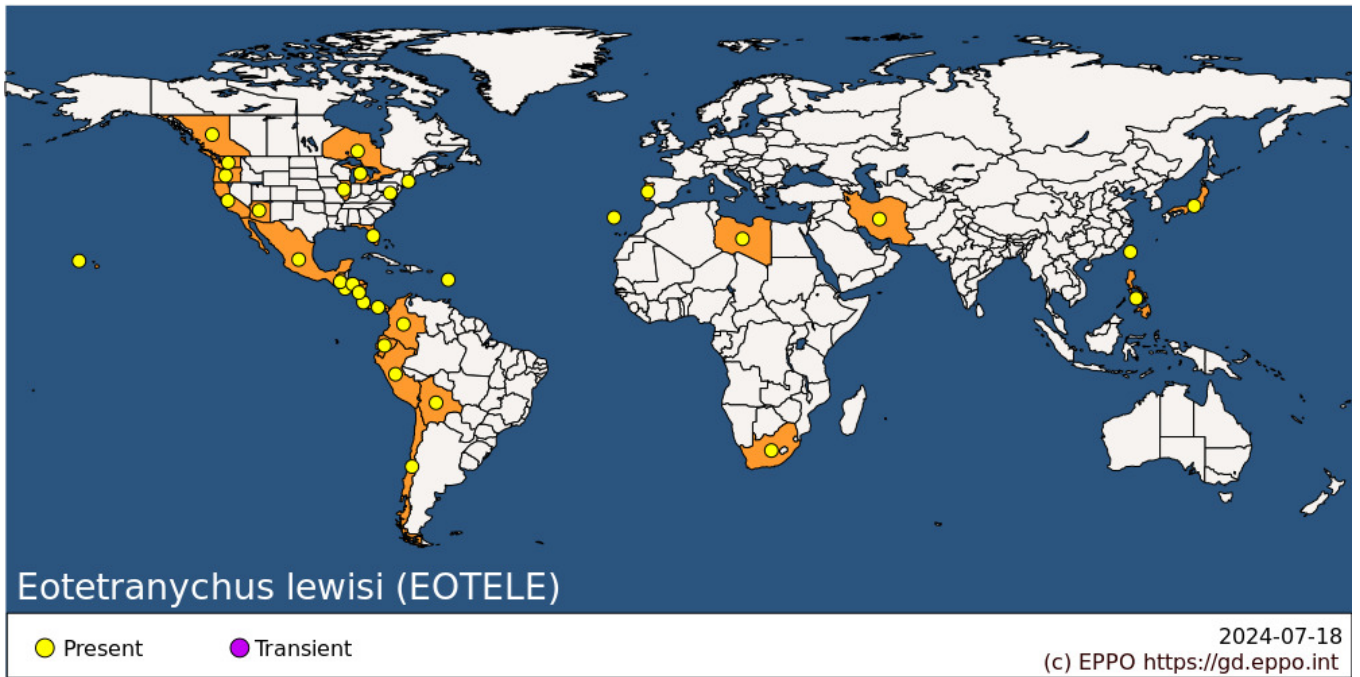 Eotetranychus lewisi (EOTELE)
Present
Transient
2024-07-18
(c) EPPO https://gd.eppo.int